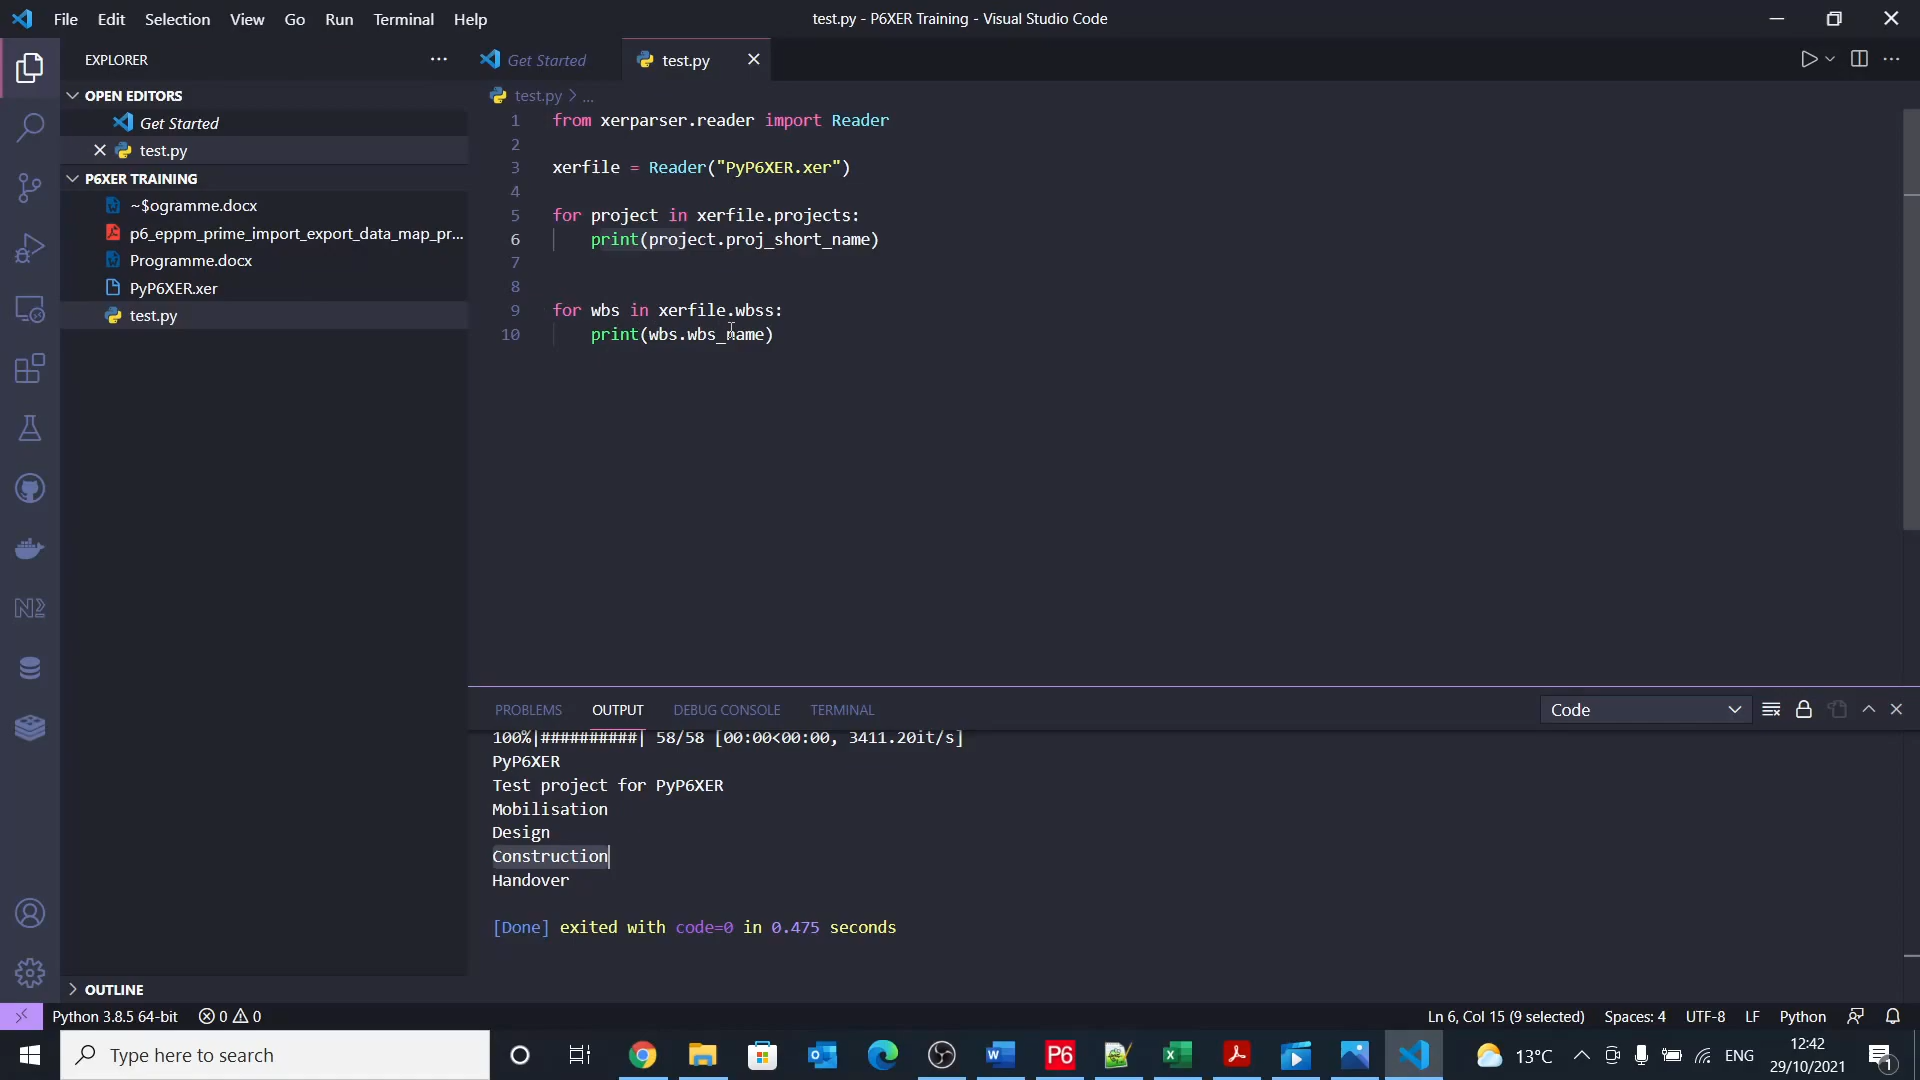 File Edit Selection View Go Run Terminal Help
test.py - P6XER Training - Visual Studio Code
EXPLORER
OPEN EDITORS
Get Started
test.py
P6XER TRAINING
~$ogramme.docx
p6_eppm_prime_import_export_data_map_pr...
Programme.docx
PyP6XER.xer
test.py
OUTLINE
Get Started
test.py
test.py > ...
1 from xerparser.reader import Reader
2
3 xerfile = Reader("PyP6XER.xer")
4
5 for project in xerfile.projects:
6 print(project.proj_short_name)
7
8
9 for wbs in xerfile.wbss:
10 print(wbs.wbs_name)
PROBLEMS OUTPUT DEBUG CONSOLE TERMINAL
Code
100%|##########| 58/58 [00:00<00:00, 3411.20it/s]
PyP6XER
Test project for PyP6XER
Mobilisation
Design
Construction
Handover
[Done] exited with code=0 in 0.475 seconds
Python 3.8.5 64-bit 0 0
Ln 6, Col 15 (9 selected) Spaces: 4 UTF-8 LF Python
Type here to search
W
P6
13°C
ENG
12:42
29/10/2021
1